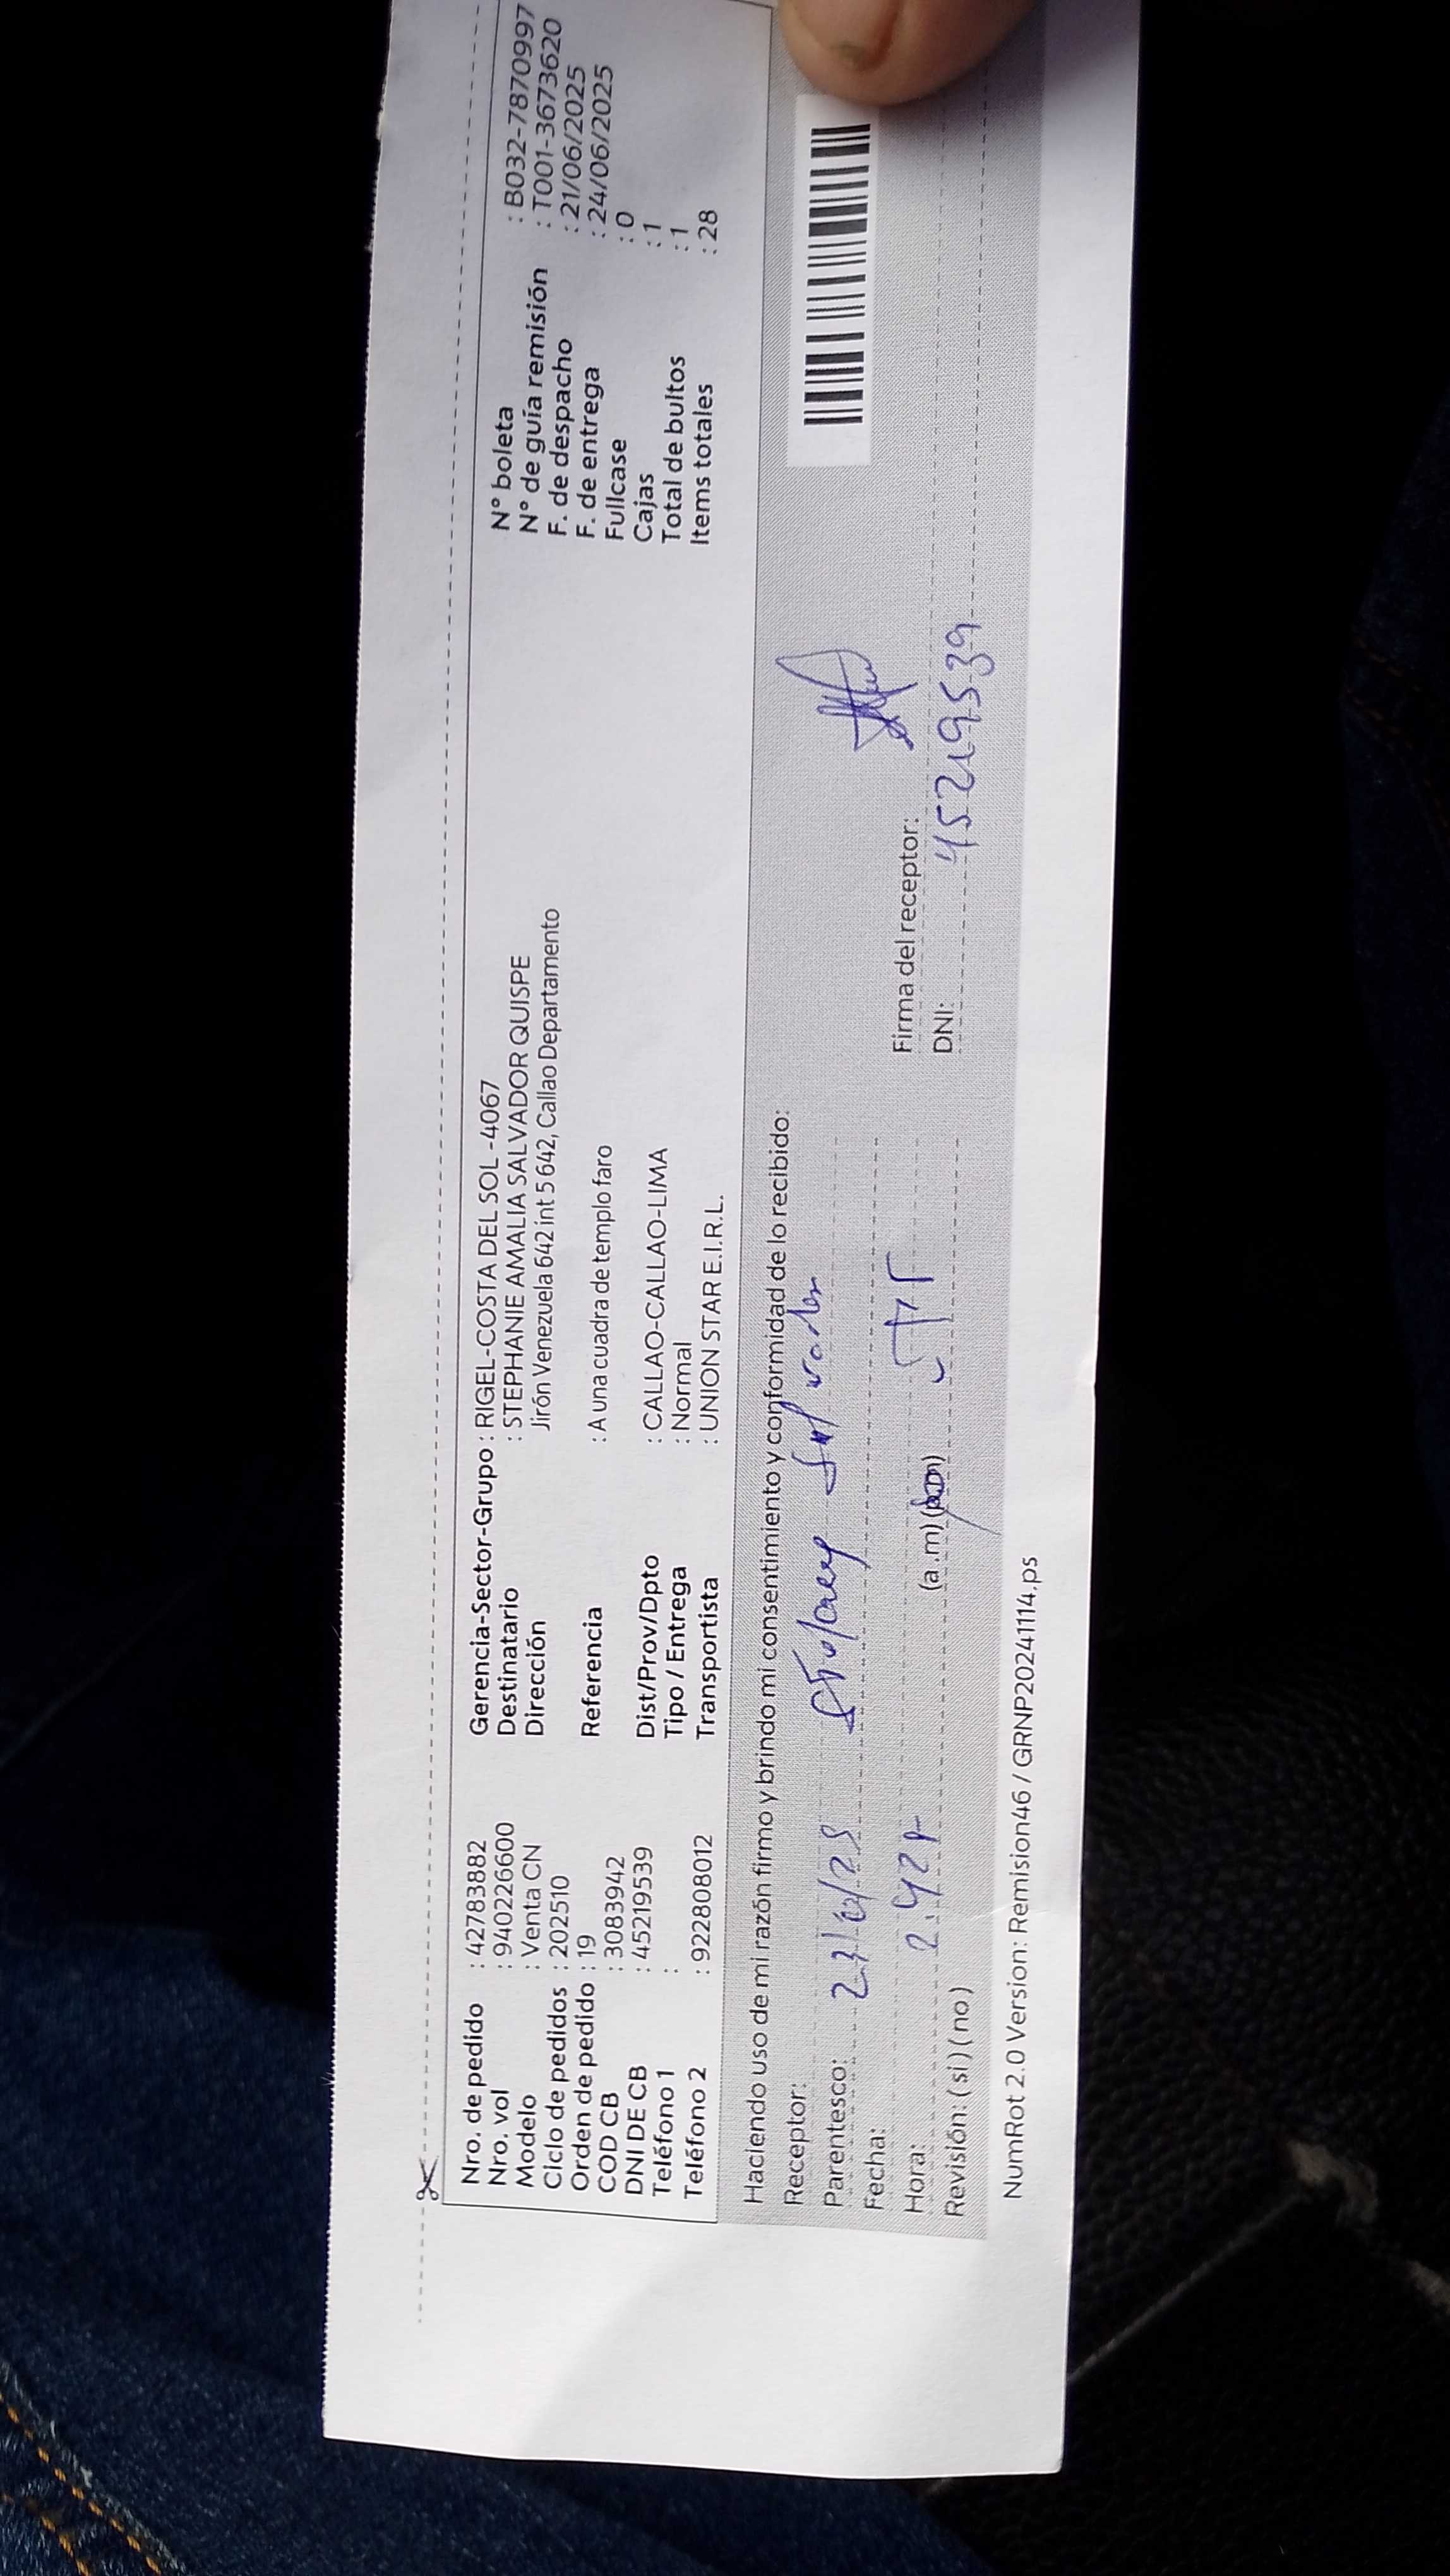 Nro. de pedido : 42783882
Nro. vol : 940226600
Modelo : Venta CN
Ciclo de pedidos : 202510
Orden de pedido : 19
COD CB : 3083942
DNI DE CB : 45219539
Teléfono 1 :
Teléfono 2 : 922808012
Gerencia-Sector-Grupo : RIGEL-COSTA DEL SOL -4067
Destinatario : STEPHANIE AMALIA SALVADOR QUISPE
Dirección Jirón Venezuela 642 int 5 642, Callao Departamento
Referencia : A una cuadra de templo faro
Dist/Prov/Dpto : CALLAO-CALLAO-LIMA
Tipo / Entrega : Normal
Transportista : UNION STAR E.I.R.L.
N° boleta : B032-7870997
N° de guía remisión : T001-3673620
F. de despacho : 21/06/2025
F. de entrega : 24/06/2025
Fullcase : 0
Cajas : 1
Total de bultos : 1
Items totales : 28
Haciendo uso de mi razón firmo y brindo mi consentimiento y conformidad de lo recibido:
Receptor: Salvador
Parentesco:
Fecha:
Hora: (a.m) (p.m)
Revisión: (si) (no)
Firma del receptor:
DNI: 45219539
NumRot 2.0 Version: Remision46 / GRNP20241114.ps